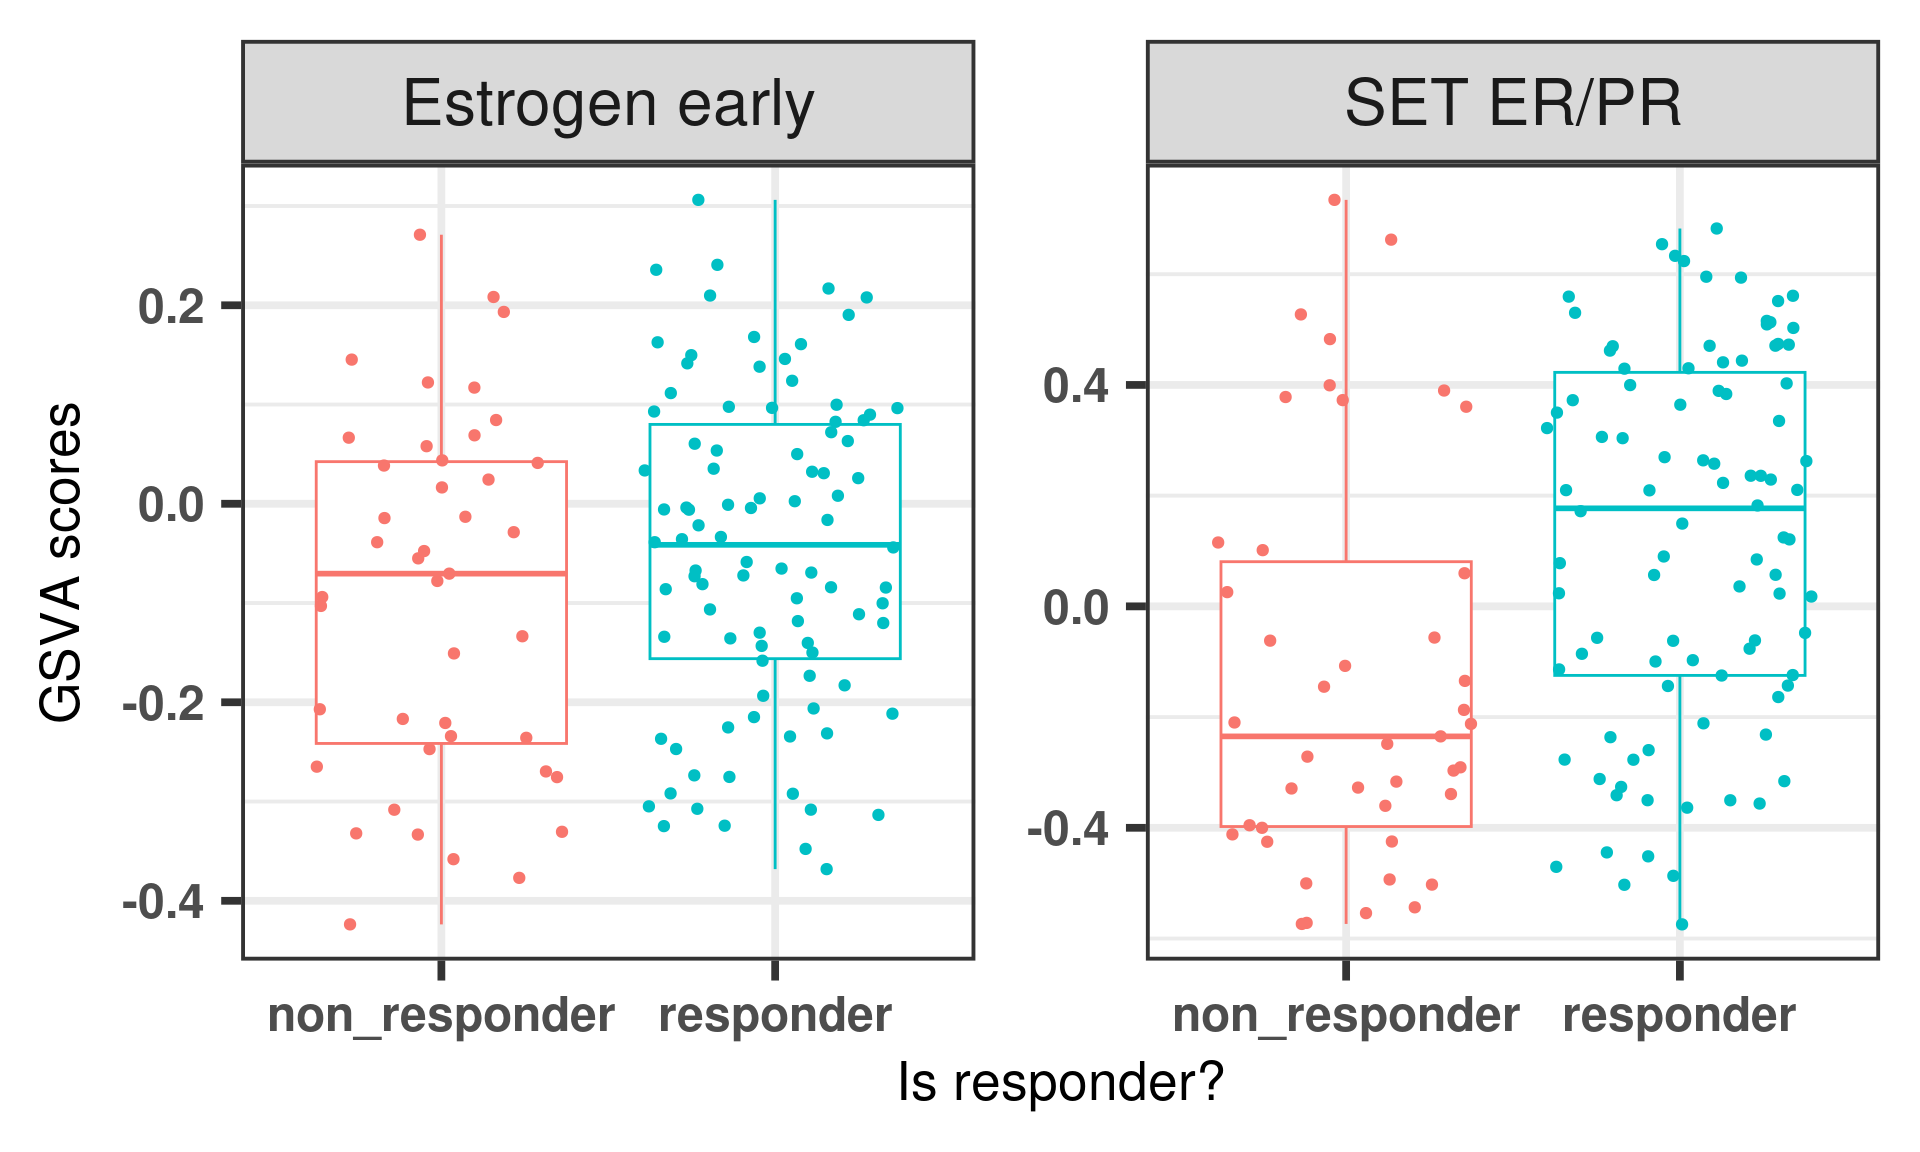 Estrogen early
SET ER/PR
GSVA scores
0.2
0.0
-0.2
-0.4
0.4
0.0
-0.4
non_responder
responder
non_responder
responder
Is responder?